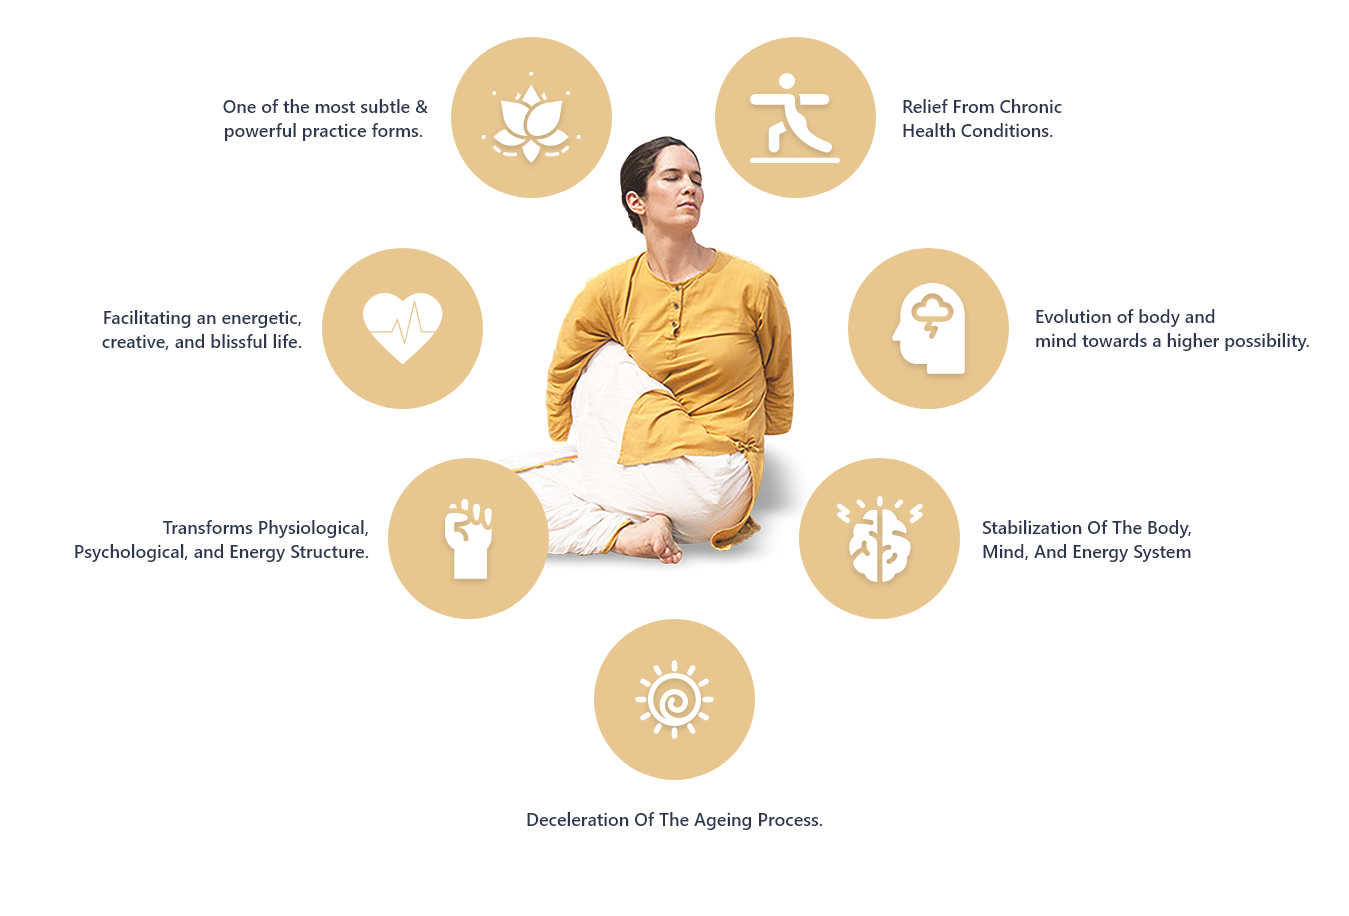 One of the most subtle &
powerful practice forms.
Relief From Chronic
Health Conditions.
Facilitating an energetic,
creative, and blissful life.
Evolution of body and
mind towards a higher possibility.
Transforms Physiological,
Psychological, and Energy Structure.
Stabilization Of The Body,
Mind, And Energy System
Deceleration Of The Ageing Process.